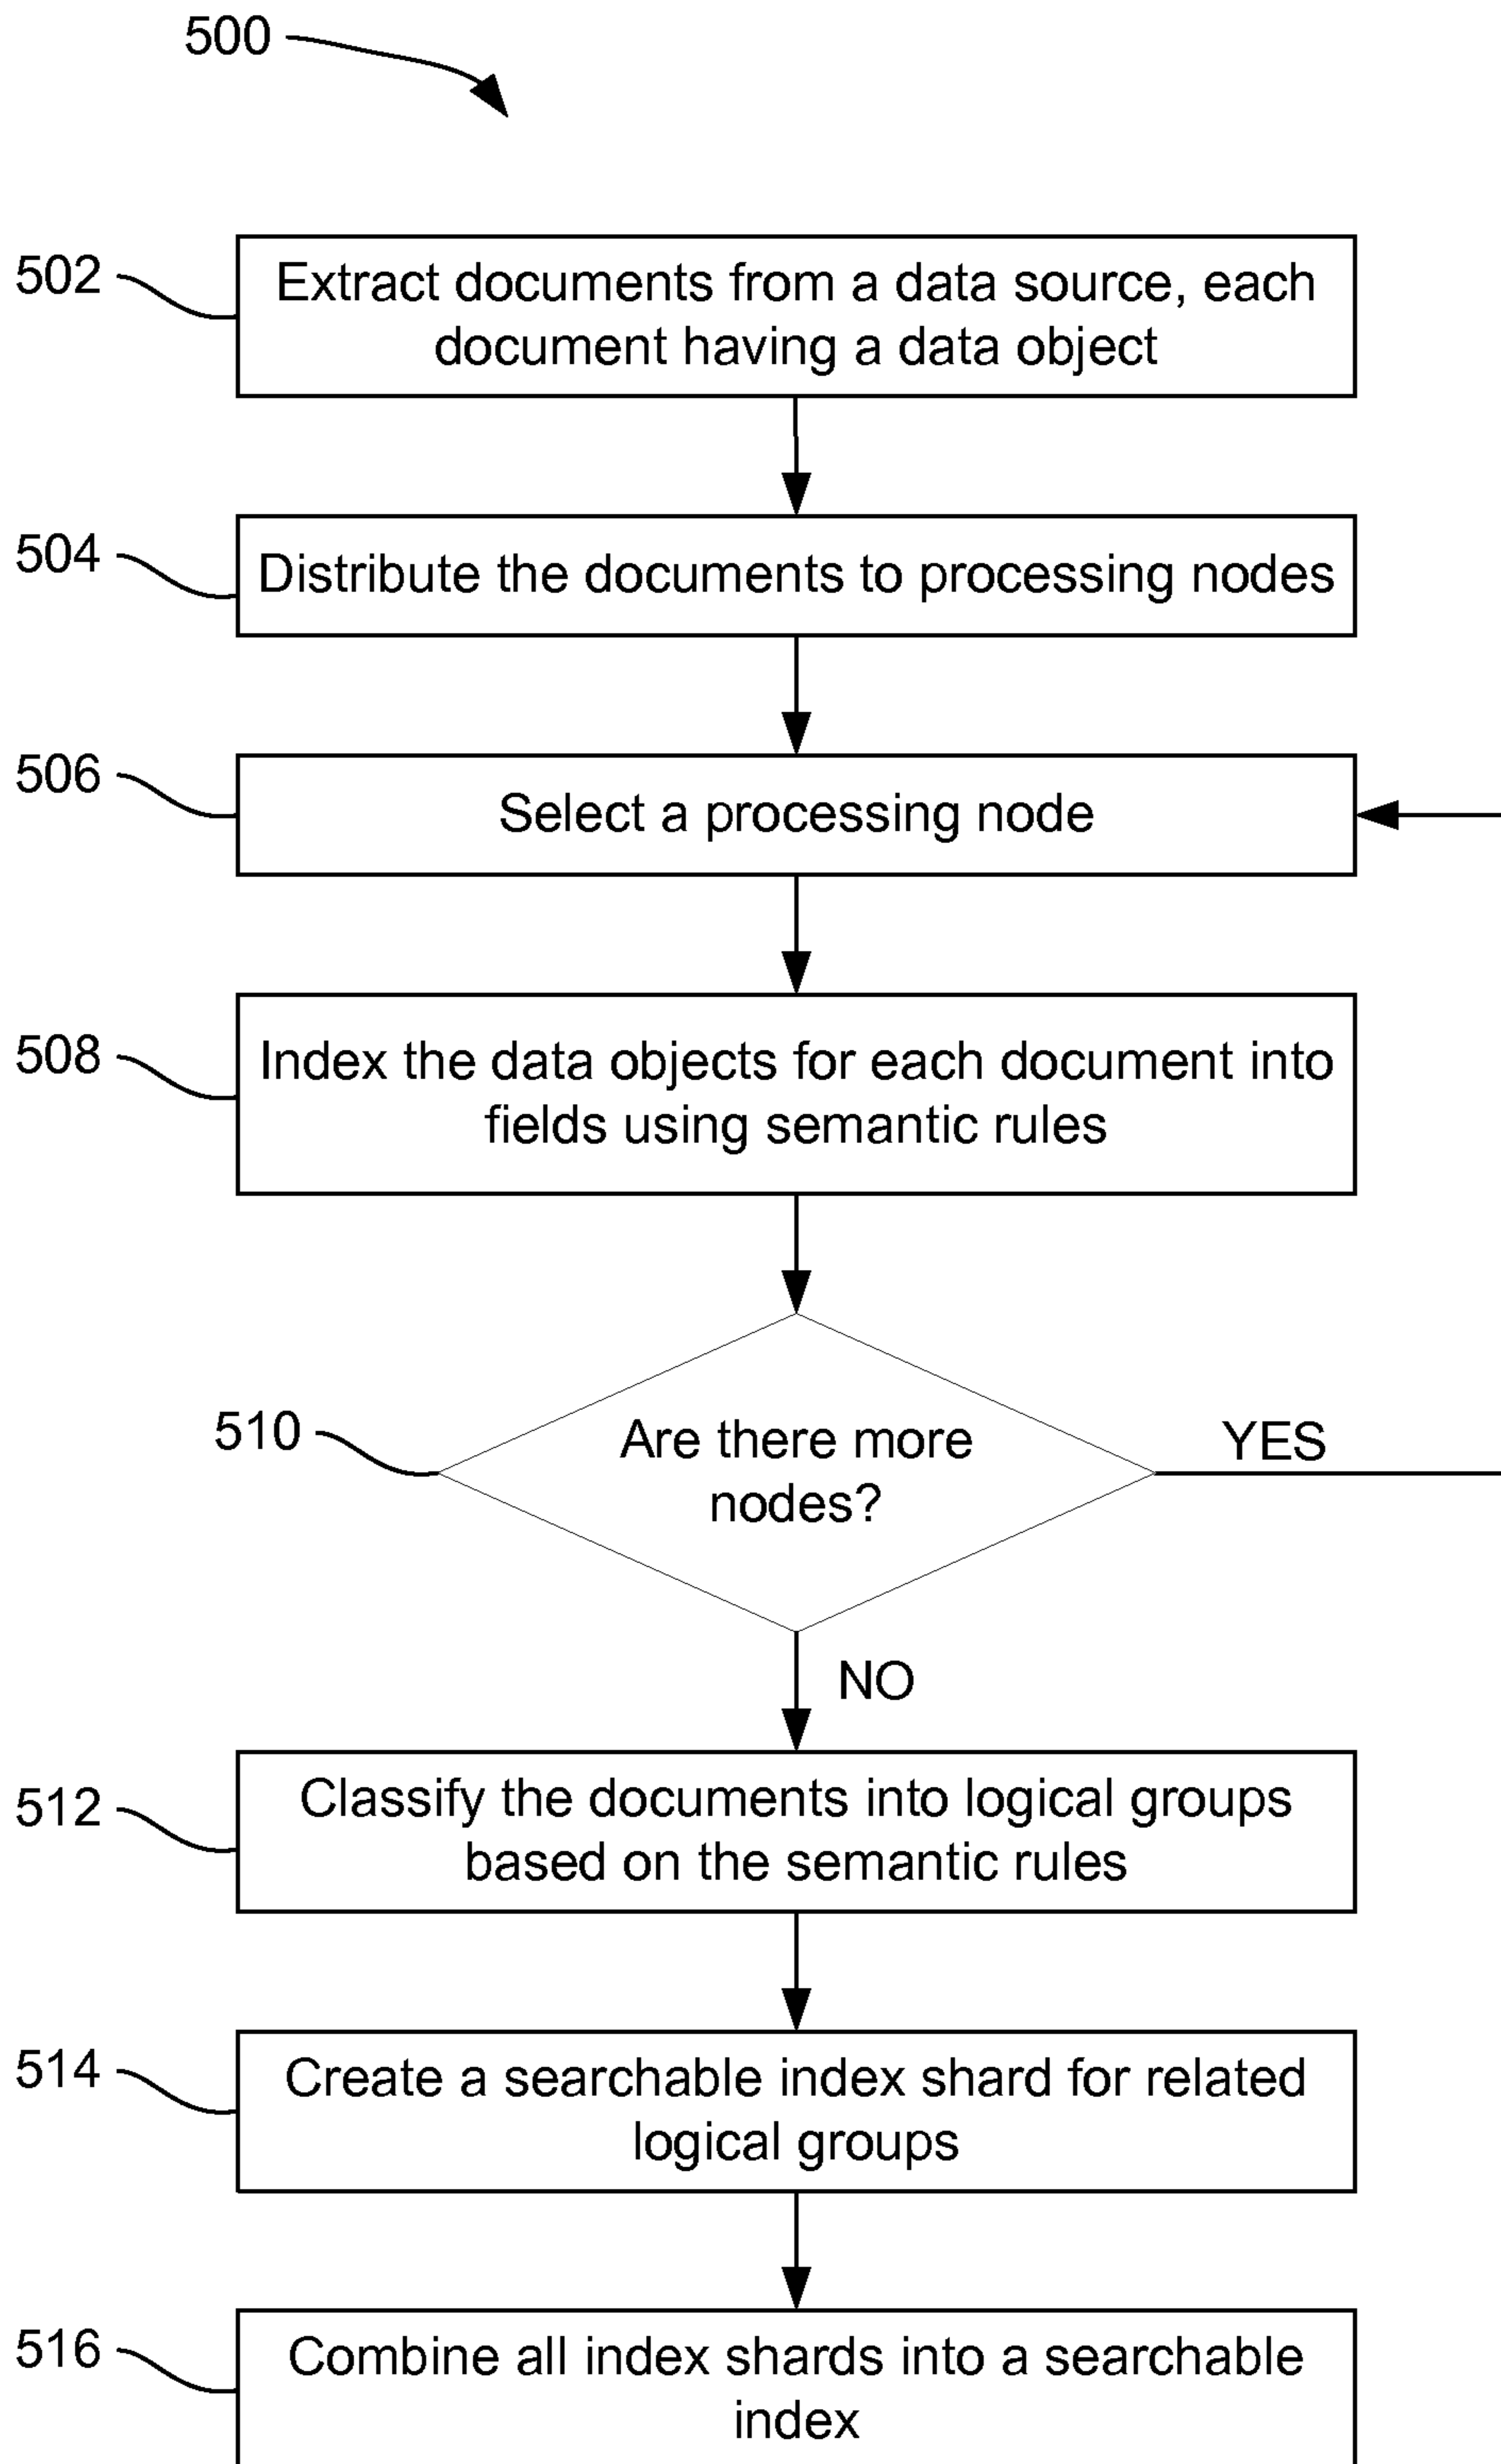 500
502
Extract documents from a data source, each
document having a data object
504
Distribute the documents to processing nodes
506
Select a processing node
508
Index the data objects for each document into
fields using semantic rules
510
Are there more
nodes?
YES
NO
512
Classify the documents into logical groups
based on the semantic rules
514
Create a searchable index shard for related
logical groups
516
Combine all index shards into a searchable
index